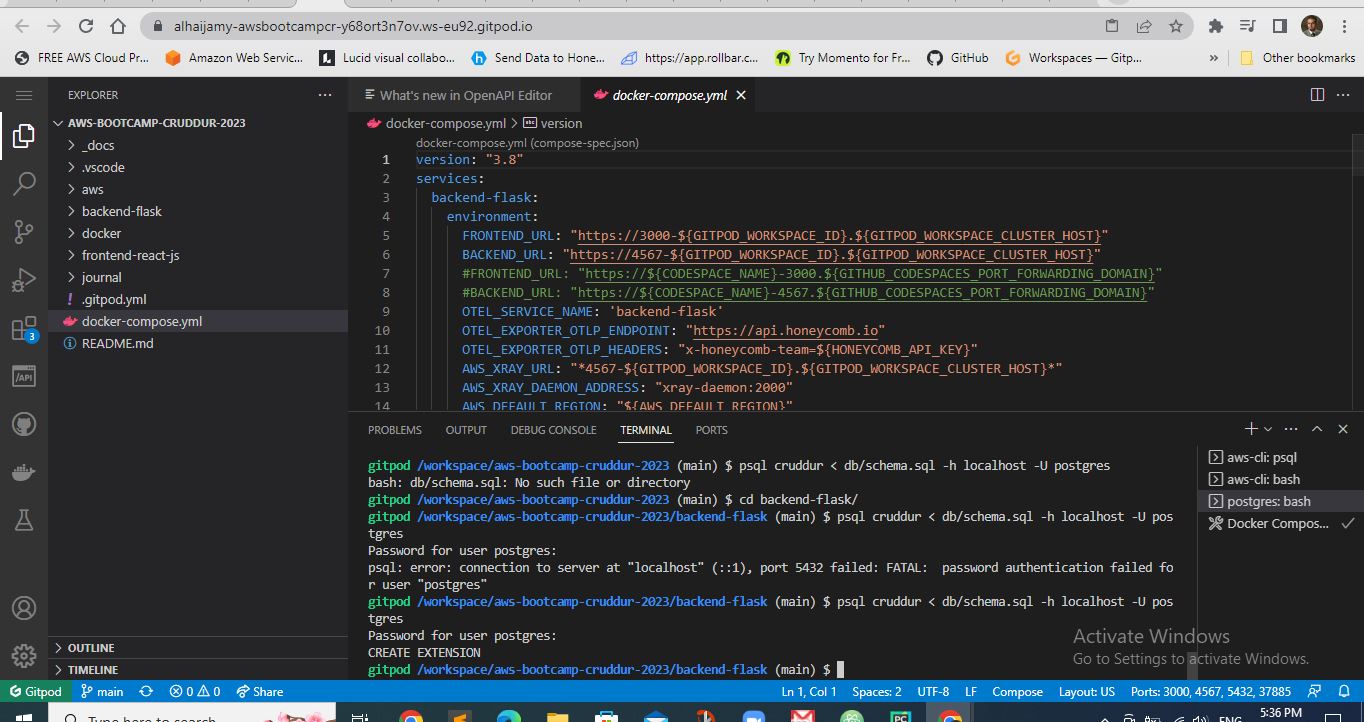 alhaijamy-awsbootcampcr-y68ort3n7ov.ws-eu92.gitpod.io
FREE AWS Cloud Pr... Amazon Web Servic... Lucid visual collabo... Send Data to Hone... https://app.rollbar.c... Try Momento for Fr... GitHub Workspaces — Gitp... » Other bookmarks
EXPLORER ...
AWS-BOOTCAMP-CRUDDUR-2023
_docs
.vscode
aws
backend-flask
docker
frontend-react-js
journal
! .gitpod.yml
docker-compose.yml
README.md
OUTLINE
TIMELINE
3
/API
What's new in OpenAPI Editor docker-compose.yml ×
docker-compose.yml > abc version
docker-compose.yml (compose-spec.json)
1 version: "3.8"
2 services:
3 backend-flask:
4 environment:
5 FRONTEND_URL: "https://3000-${GITPOD_WORKSPACE_ID}.${GITPOD_WORKSPACE_CLUSTER_HOST}"
6 BACKEND_URL: "https://4567-${GITPOD_WORKSPACE_ID}.${GITPOD_WORKSPACE_CLUSTER_HOST}"
7 #FRONTEND_URL: "https://${CODESPACE_NAME}-3000.${GITHUB_CODESPACES_PORT_FORWARDING_DOMAIN}"
8 #BACKEND_URL: "https://${CODESPACE_NAME}-4567.${GITHUB_CODESPACES_PORT_FORWARDING_DOMAIN}"
9 OTEL_SERVICE_NAME: 'backend-flask'
10 OTEL_EXPORTER_OTLP_ENDPOINT: "https://api.honeycomb.io"
11 OTEL_EXPORTER_OTLP_HEADERS: "x-honeycomb-team=${HONEYCOMB_API_KEY}"
12 AWS_XRAY_URL: "*4567-${GITPOD_WORKSPACE_ID}.${GITPOD_WORKSPACE_CLUSTER_HOST}*"
13 AWS_XRAY_DAEMON_ADDRESS: "xray-daemon:2000"
14 AWS_DEFAULT_REGION: "${AWS_DEFAULT_REGION}"
PROBLEMS OUTPUT DEBUG CONSOLE TERMINAL PORTS
gitpod /workspace/aws-bootcamp-cruddur-2023 (main) $ psql cruddur < db/schema.sql -h localhost -U postgres
bash: db/schema.sql: No such file or directory
gitpod /workspace/aws-bootcamp-cruddur-2023 (main) $ cd backend-flask/
gitpod /workspace/aws-bootcamp-cruddur-2023/backend-flask (main) $ psql cruddur < db/schema.sql -h localhost -U pos
tgres
Password for user postgres:
psql: error: connection to server at "localhost" (::1), port 5432 failed: FATAL:  password authentication failed fo
r user "postgres"
gitpod /workspace/aws-bootcamp-cruddur-2023/backend-flask (main) $ psql cruddur < db/schema.sql -h localhost -U pos
tgres
Password for user postgres:
CREATE EXTENSION
gitpod /workspace/aws-bootcamp-cruddur-2023/backend-flask (main) $
aws-cli: psql
aws-cli: bash
postgres: bash
Docker Compos...
Activate Windows
Go to Settings to activate Windows.
Gitpod main 0 0 Share Ln 1, Col 1 Spaces: 2 UTF-8 LF Compose Layout: US Ports: 3000, 4567, 5432, 37885
Type here to search
PC
ENG
5:36 PM